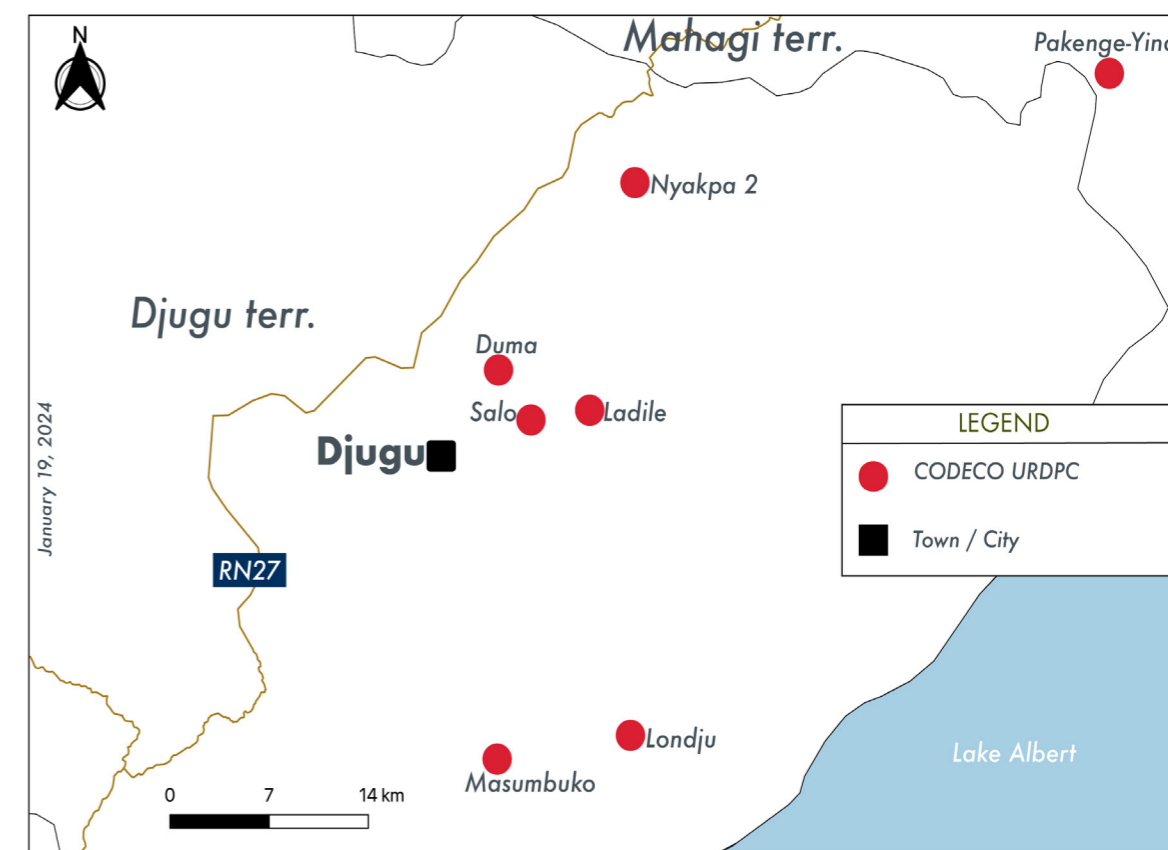 N
Mahagi terr.
Pakenge-Yina
Nyakpa 2
Djugu terr.
Duma
Salo
Ladile
Djugu
LEGEND
CODECO URDPC
Town / City
January 19, 2024
RN27
Londju
Lake Albert
Masumbuko
0 7 14 km